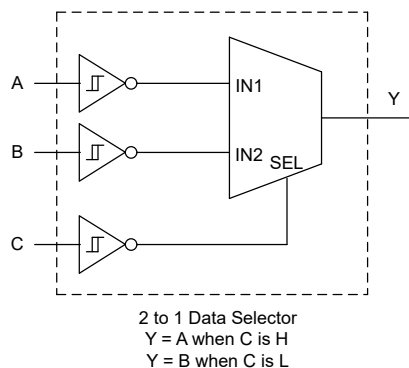 A
IN1
Y
B
IN2
SEL
C
2 to 1 Data Selector
Y = A when C is H
Y = B when C is L